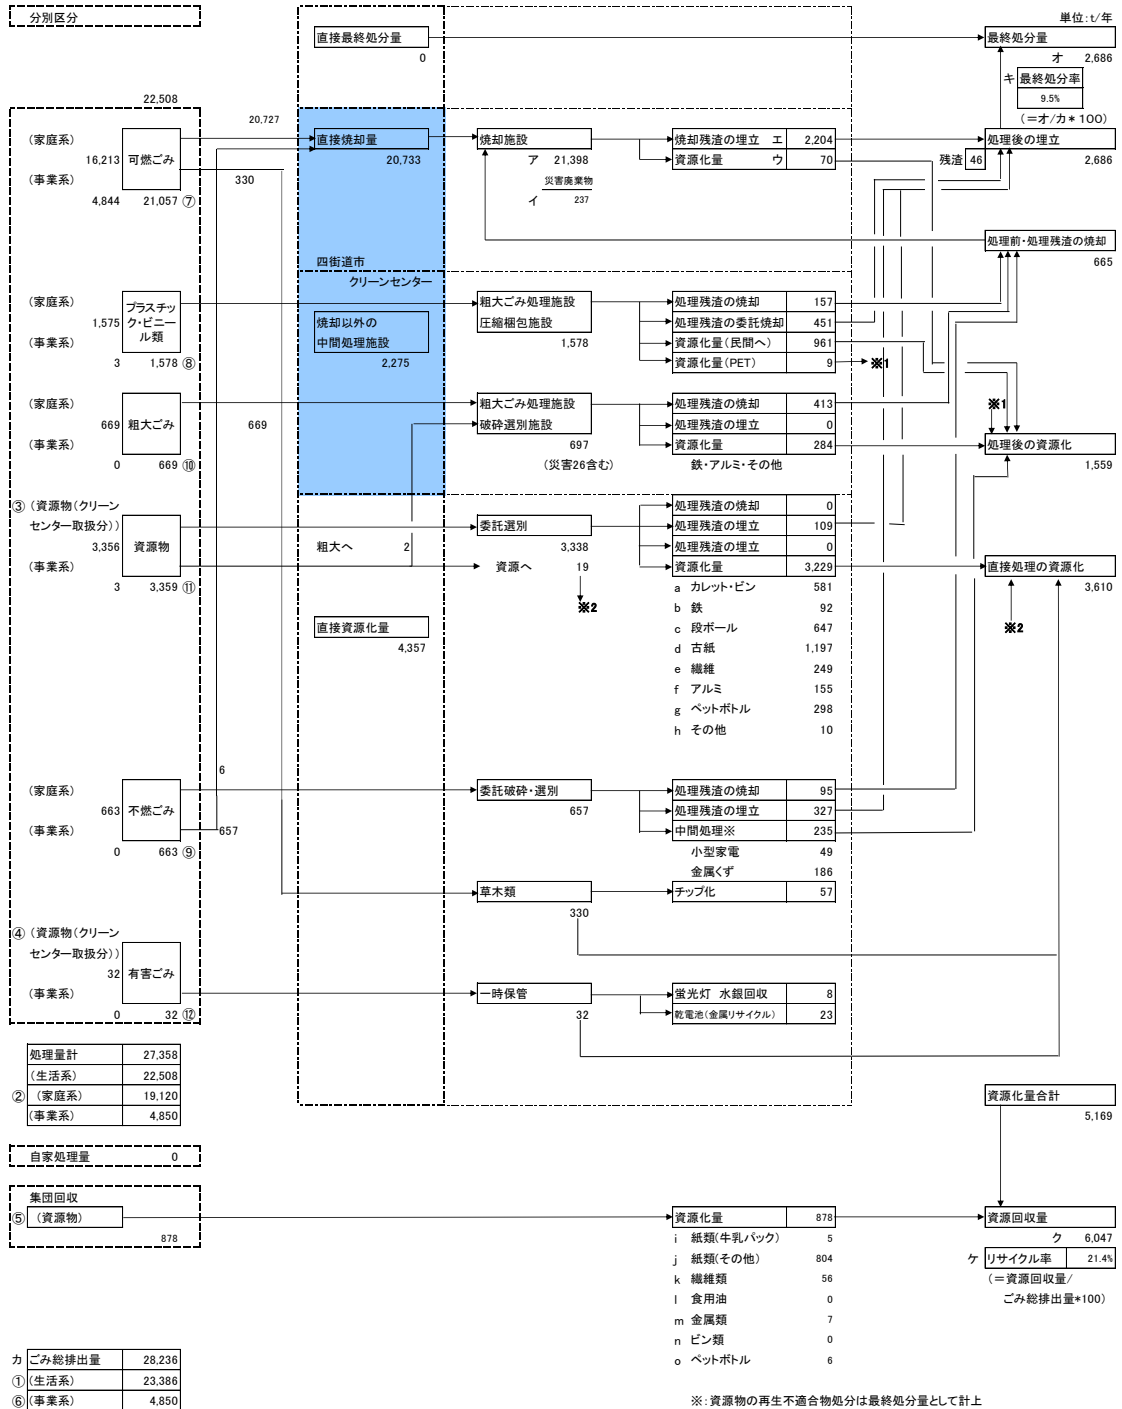 分別区分
単位:t/年
直接最終処分量
0
最終処分量
オ 2,686
キ 最終処分率
9.5%
(=オ/カ*100)
22,508
20,727
(家庭系)
16,213 可燃ごみ
(事業系)
4,844 21,057 ⑦
330
直接焼却量
20,733
焼却施設
ア 21,398
災害廃棄物
イ 237
焼却残渣の埋立 エ 2,204
資源化量 ウ 70
処理後の埋立
残渣 46 2,686
処理前・処理残渣の焼却
665
四街道市
クリーンセンター
(家庭系)
1,575 プラスチック・ビニール類
(事業系)
3 1,578 ⑧
焼却以外の
中間処理施設
2,275
粗大ごみ処理施設
圧縮梱包施設
1,578
処理残渣の焼却 157
処理残渣の委託焼却 451
資源化量(民間へ) 961
資源化量(PET) 9 ※1
(家庭系)
669 粗大ごみ 669
(事業系)
0 669 ⑩
粗大ごみ処理施設
破砕選別施設
697
(災害26含む)
処理残渣の焼却 413
処理残渣の埋立 0
資源化量 284
鉄・アルミ・その他
※1
処理後の資源化
1,559
③ (資源物(クリーン
センター取扱分))
3,356 資源物
(事業系)
3 3,359 ⑪
粗大へ 2
委託選別
3,338
資源へ 19
※2
処理残渣の焼却 0
処理残渣の埋立 109
処理残渣の埋立 0
資源化量 3,229
a カレット・ビン 581
b 鉄 92
c 段ボール 647
d 古紙 1,197
e 繊維 249
f アルミ 155
g ペットボトル 298
h その他 10
直接処理の資源化
3,610
※2
直接資源化量
4,357
6
(家庭系)
663 不燃ごみ
(事業系) 657
0 663 ⑨
委託破砕・選別
657
処理残渣の焼却 95
処理残渣の埋立 327
中間処理※ 235
小型家電 49
金属くず 186
草木類
330
チップ化 57
④ (資源物(クリーン
センター取扱分))
32 有害ごみ
(事業系)
0 32 ⑫
一時保管
32
蛍光灯 水銀回収 8
乾電池(金属リサイクル) 23
処理量計 27,358
(生活系) 22,508
② (家庭系) 19,120
(事業系) 4,850
資源化量合計
5,169
自家処理量 0
集団回収
⑤ (資源物)
878
資源化量 878
i 紙類(牛乳パック) 5
j 紙類(その他) 804
k 繊維類 56
l 食用油 0
m 金属類 7
n ビン類 0
o ペットボトル 6
資源回収量
ク 6,047
ケ リサイクル率 21.4%
(=資源回収量/
ごみ総排出量*100)
カ ごみ総排出量 28,236
① (生活系) 23,386
⑥ (事業系) 4,850
※:資源物の再生不適合物処分は最終処分量として計上